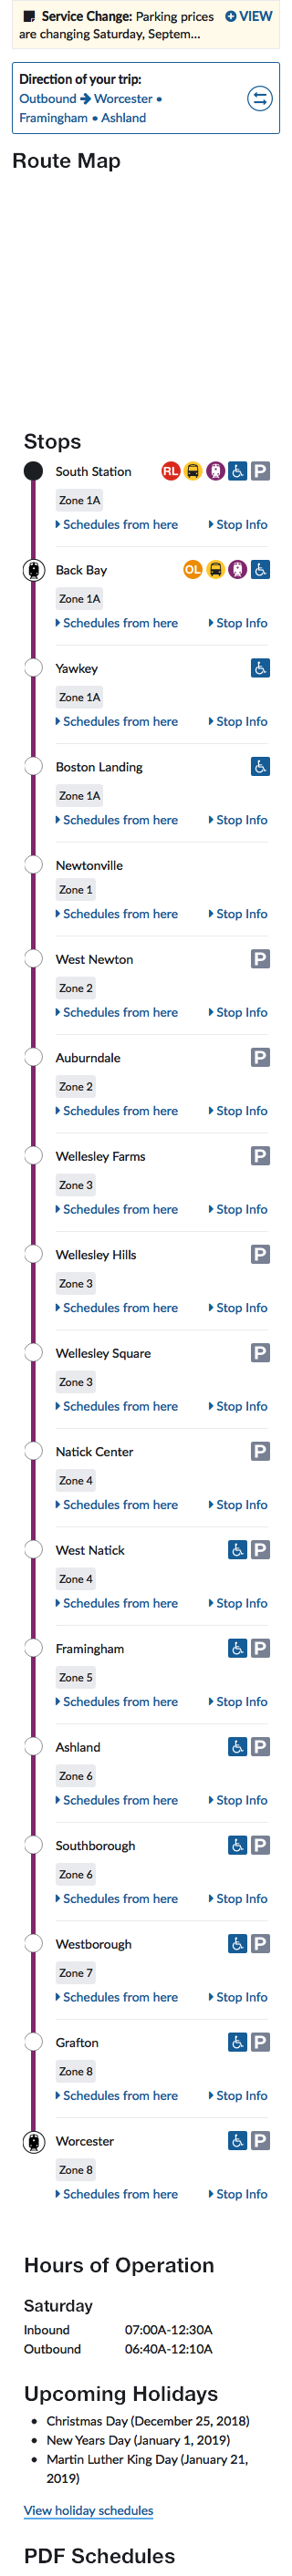 Service Change: Parking prices VIEW
are changing Saturday, Septem...
Direction of your trip:
Outbound → Worcester •
Framingham • Ashland
Route Map
Stops
South Station RL P
Zone 1A
Schedules from here Stop Info
Back Bay OL
Zone 1A
Schedules from here Stop Info
Yawkey
Zone 1A
Schedules from here Stop Info
Boston Landing
Zone 1A
Schedules from here Stop Info
Newtonville
Zone 1
Schedules from here Stop Info
West Newton P
Zone 2
Schedules from here Stop Info
Auburndale P
Zone 2
Schedules from here Stop Info
Wellesley Farms P
Zone 3
Schedules from here Stop Info
Wellesley Hills P
Zone 3
Schedules from here Stop Info
Wellesley Square P
Zone 3
Schedules from here Stop Info
Natick Center P
Zone 4
Schedules from here Stop Info
West Natick P
Zone 4
Schedules from here Stop Info
Framingham P
Zone 5
Schedules from here Stop Info
Ashland P
Zone 6
Schedules from here Stop Info
Southborough P
Zone 6
Schedules from here Stop Info
Westborough P
Zone 7
Schedules from here Stop Info
Grafton P
Zone 8
Schedules from here Stop Info
Worcester P
Zone 8
Schedules from here Stop Info
Hours of Operation
Saturday
Inbound 07:00A-12:30A
Outbound 06:40A-12:10A
Upcoming Holidays
• Christmas Day (December 25, 2018)
• New Years Day (January 1, 2019)
• Martin Luther King Day (January 21,
2019)
View holiday schedules
PDF Schedules